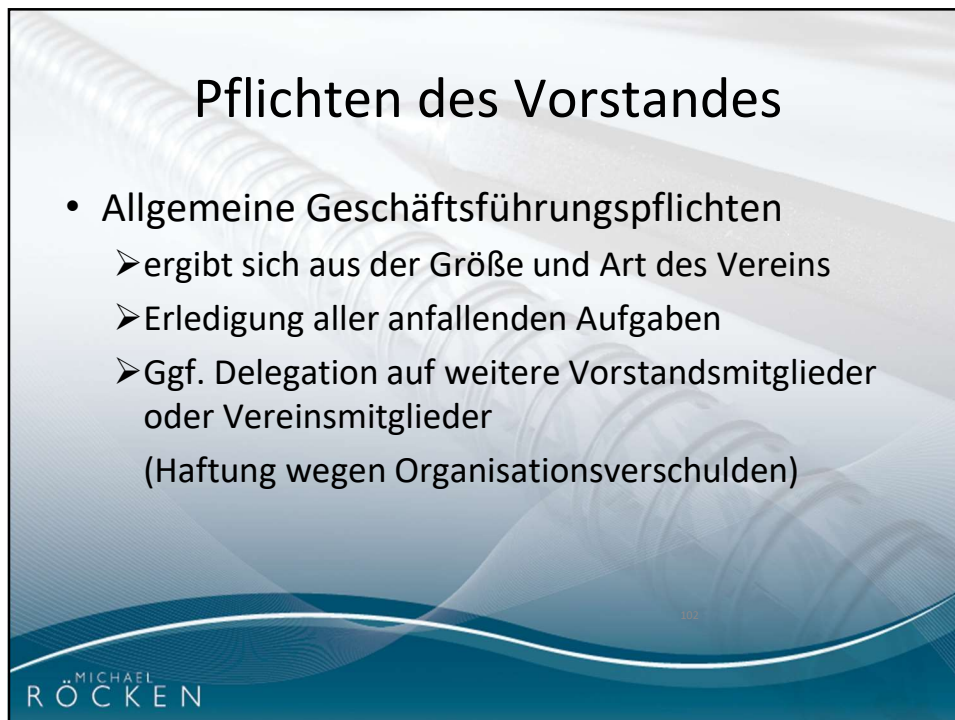 Pflichten des Vorstandes
• Allgemeine Geschäftsführungspflichten
➢ergibt sich aus der Größe und Art des Vereins
➢Erledigung aller anfallenden Aufgaben
➢Ggf. Delegation auf weitere Vorstandsmitglieder
oder Vereinsmitglieder
(Haftung wegen Organisationsverschulden)
102
MICHAEL
RÖCKEN